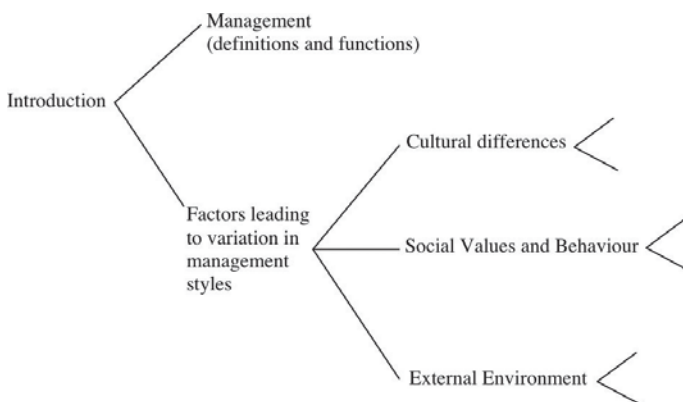 Management
(definitions and functions)
Introduction
Cultural differences
Factors leading
to variation in
management
styles
Social Values and Behaviour
External Environment